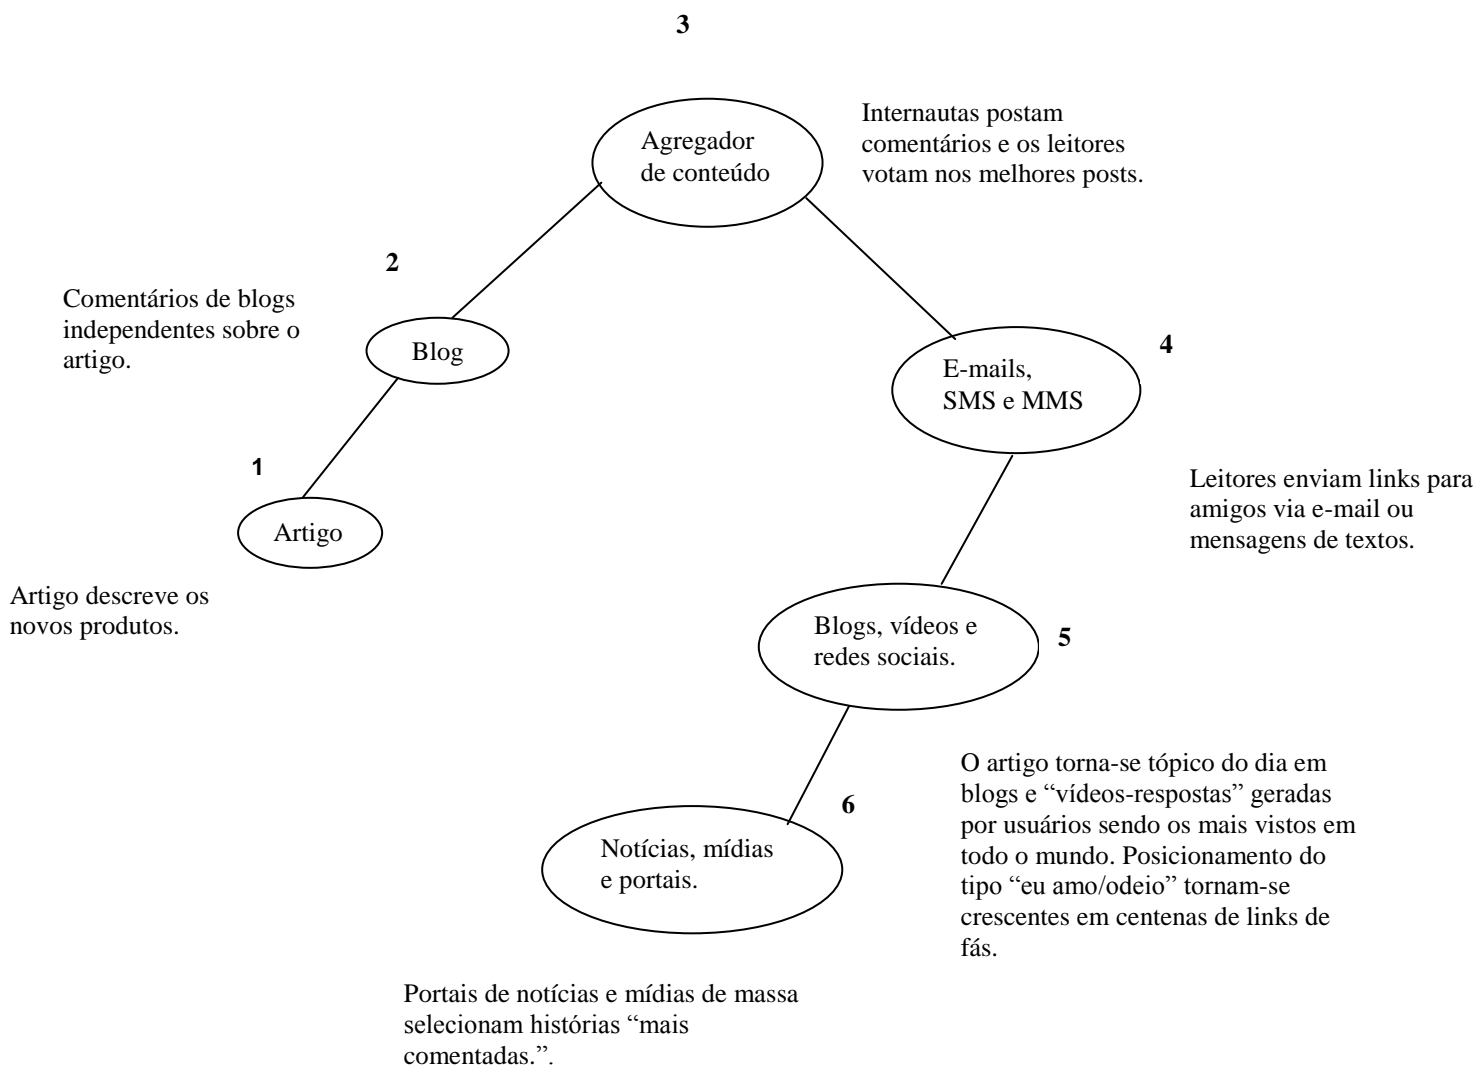 3
Agregador
de conteúdo
Internautas postam
comentários e os leitores
votam nos melhores posts.
2
Comentários de blogs
independentes sobre o
artigo.
Blog
4
E-mails,
SMS e MMS
1
Artigo
Leitores enviam links para
amigos via e-mail ou
mensagens de textos.
Artigo descreve os
novos produtos.
Blogs, vídeos e
redes sociais.
5
O artigo torna-se tópico do dia em
blogs e “vídeos-respostas” geradas
por usuários sendo os mais vistos em
todo o mundo. Posicionamento do
tipo “eu amo/odeio” tornam-se
crescentes em centenas de links de
fás.
6
Notícias, mídias
e portais.
Portais de notícias e mídias de massa
selecionam histórias “mais
comentadas.”.